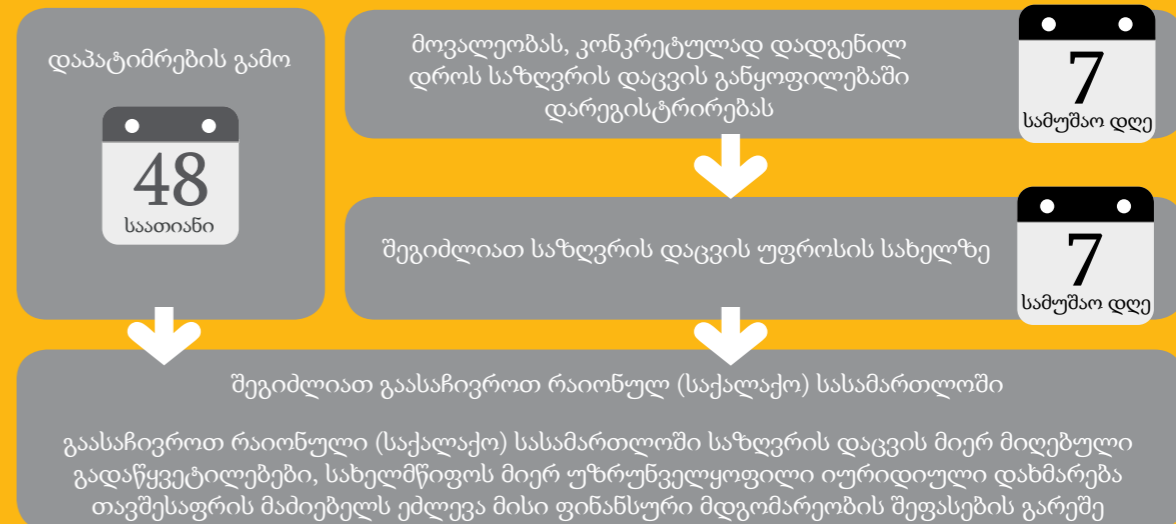 დაპატიმრების გამო
48
საათიანი
მოვალეობას, კონკრეტულად დადგენილ
დროს საზღვრის დაცვის განყოფილებაში
დარეგისტრირებას
7
სამუშაო დღე
შეგიძლიათ საზღვრის დაცვის უფროსის სახელზე
7
სამუშაო დღე
შეგიძლიათ გაასაჩივროთ რაიონულ (საქალაქო) სასამართლოში
გაასაჩივროთ რაიონული (საქალაქო) სასამართლოში საზღვრის დაცვის მიერ მიღებული
გადაწყვეტილებები, სახელმწიფოს მიერ უზრუნველყოფილი იურიდიული დახმარება
თავშესაფრის მაძიებელს ეძლევა მისი ფინანსური მდგომარეობის შეფასების გარეშე